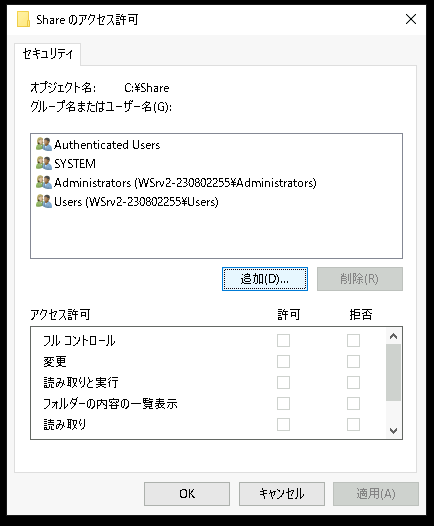 Share のアクセス許可
セキュリティ
オブジェクト名: C:¥Share
グループ名またはユーザー名(G):
Authenticated Users
SYSTEM
Administrators (WSrv2-230802255¥Administrators)
Users (WSrv2-230802255¥Users)
追加(D)... 削除(R)
アクセス許可 許可 拒否
フル コントロール
変更
読み取りと実行
フォルダーの内容の一覧表示
読み取り
OK キャンセル 適用(A)